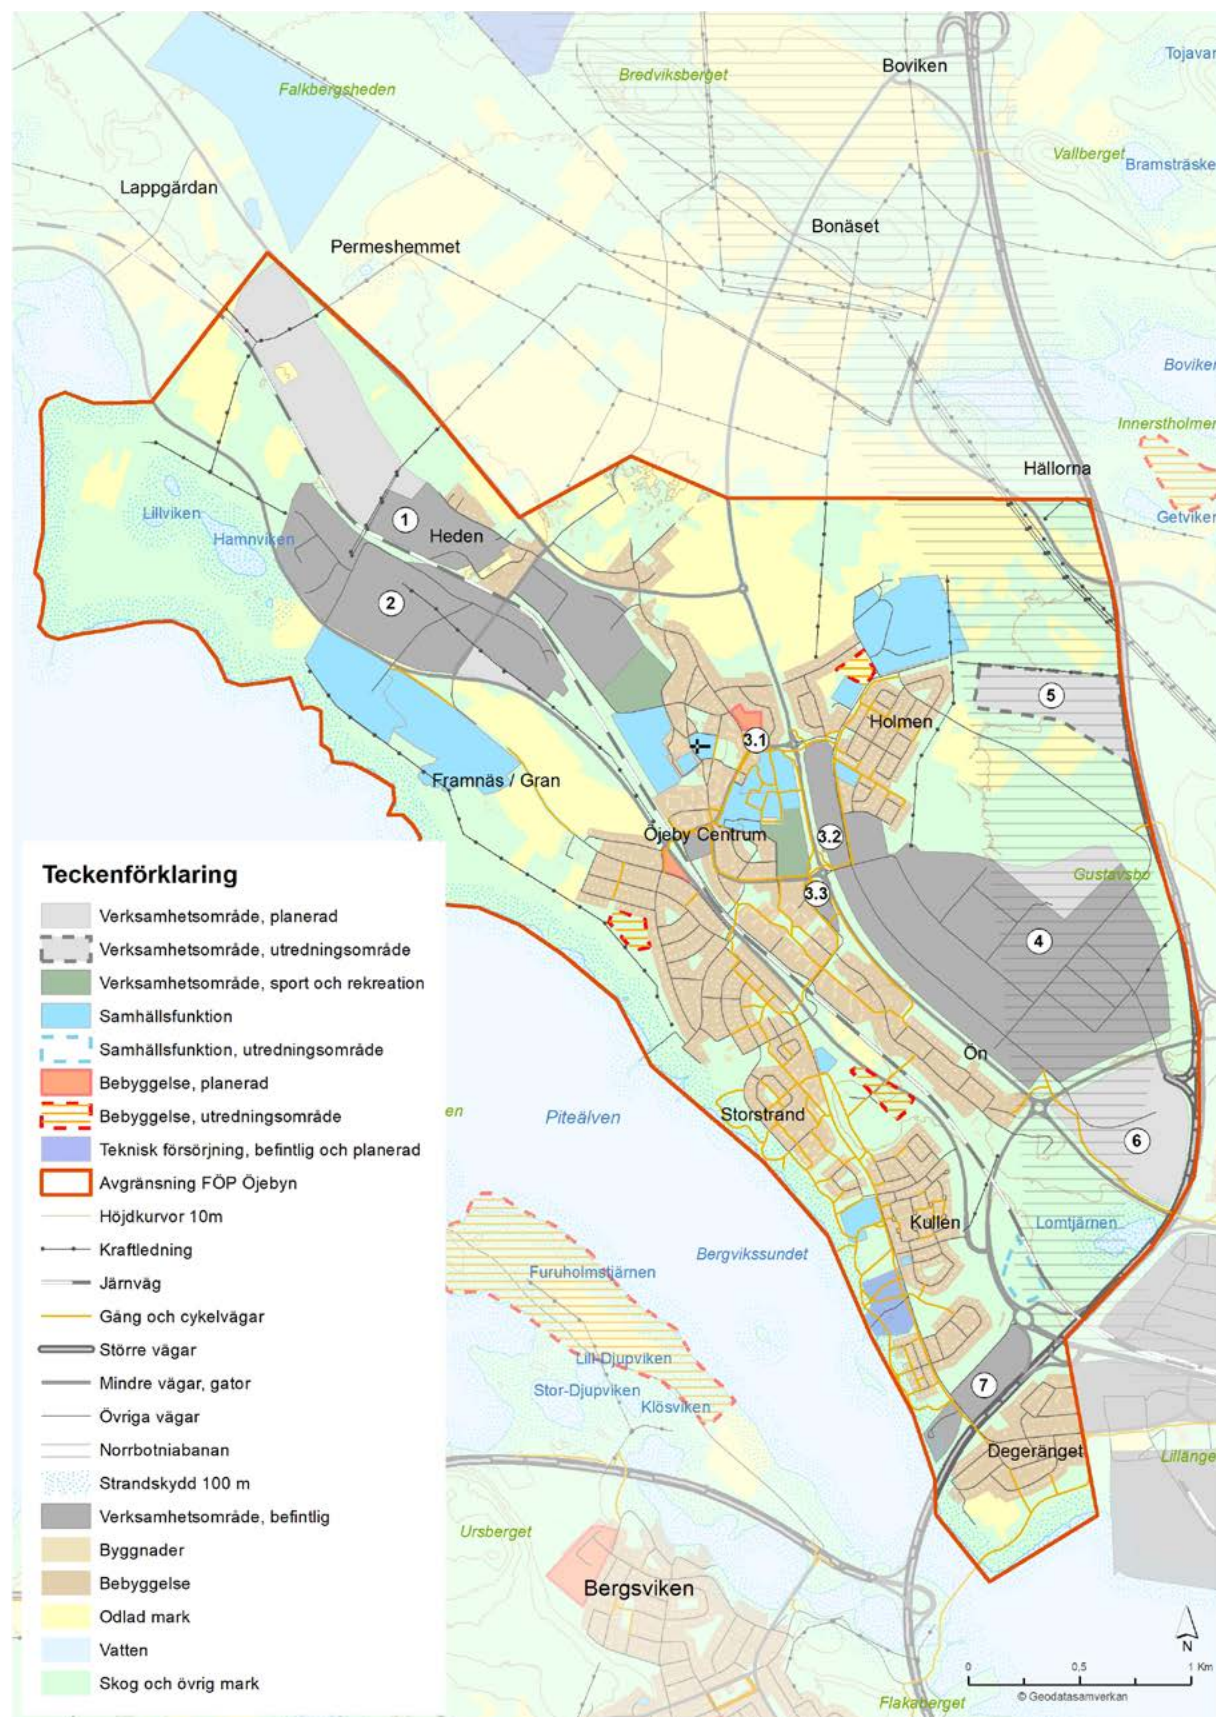 Tojavar
Boviken
Bredviksberget
Falkbergsheden
Vallberget
Bramsträske
Lappgärdan
Bonäset
Permeshemmet
Boviken
Innerstholmen
Hällorna
Lillviken
Getviken
1
Heden
Hamnviken
2
5
Holmen
3.1
Framnäs / Gran
Öjeby Centrum
3.2
Gustavsbo
3.3
4
Ön
Storstrand
Piteälven
en
6
Kullen
Lomtjärnen
Bergvikssundet
Furuholmstjärnen
Lill-Djupviken
Stor-Djupviken
Klösviken
7
Degeränget
Lillänge
Ursberget
Bergsviken
Flakaberget
Teckenförklaring
Verksamhetsområde, planerad
Verksamhetsområde, utredningsområde
Verksamhetsområde, sport och rekreation
Samhällsfunktion
Samhällsfunktion, utredningsområde
Bebyggelse, planerad
Bebyggelse, utredningsområde
Teknisk försörjning, befintlig och planerad
Avgränsning FÖP Öjebyn
Höjdkurvor 10m
Kraftledning
Järnväg
Gång och cykelvägar
Större vägar
Mindre vägar, gator
Övriga vägar
Norrbotniabanan
Strandskydd 100 m
Verksamhetsområde, befintlig
Byggnader
Bebyggelse
Odlad mark
Vatten
Skog och övrig mark
N
0 0,5 1 Km
© Geodatasamverkan